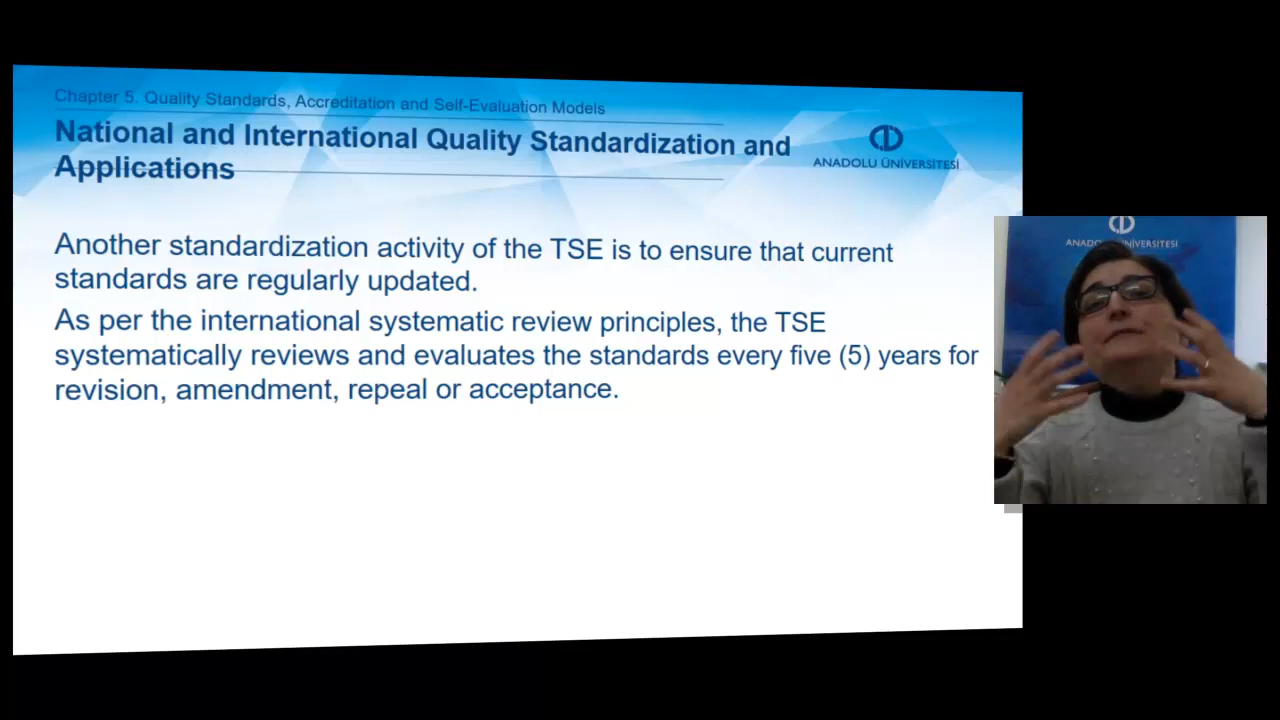 Chapter 5. Quality Standards, Accreditation and Self-Evaluation Models
National and International Quality Standardization and
Applications
ANADOLU ÜNİVERSİTESİ
Another standardization activity of the TSE is to ensure that current
standards are regularly updated.
As per the international systematic review principles, the TSE
systematically reviews and evaluates the standards every five (5) years for
revision, amendment, repeal or acceptance.
ANADOLU ÜNİVERSİTESİ